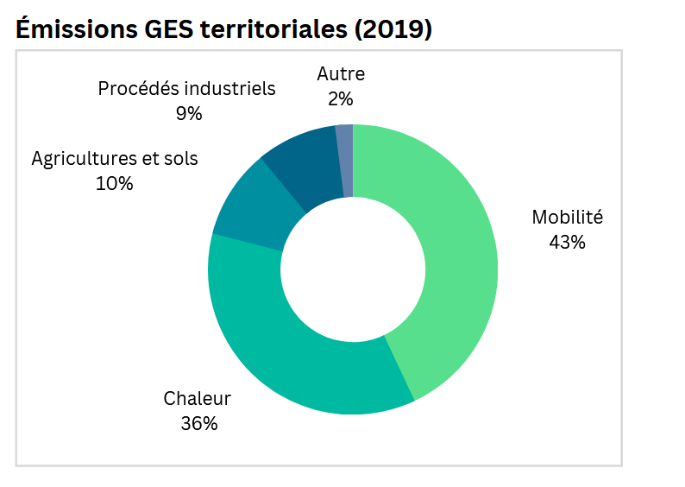 Émissions GES territoriales (2019)
Autre
2%
Procédés industriels
9%
Agricultures et sols
10%
Mobilité
43%
Chaleur
36%